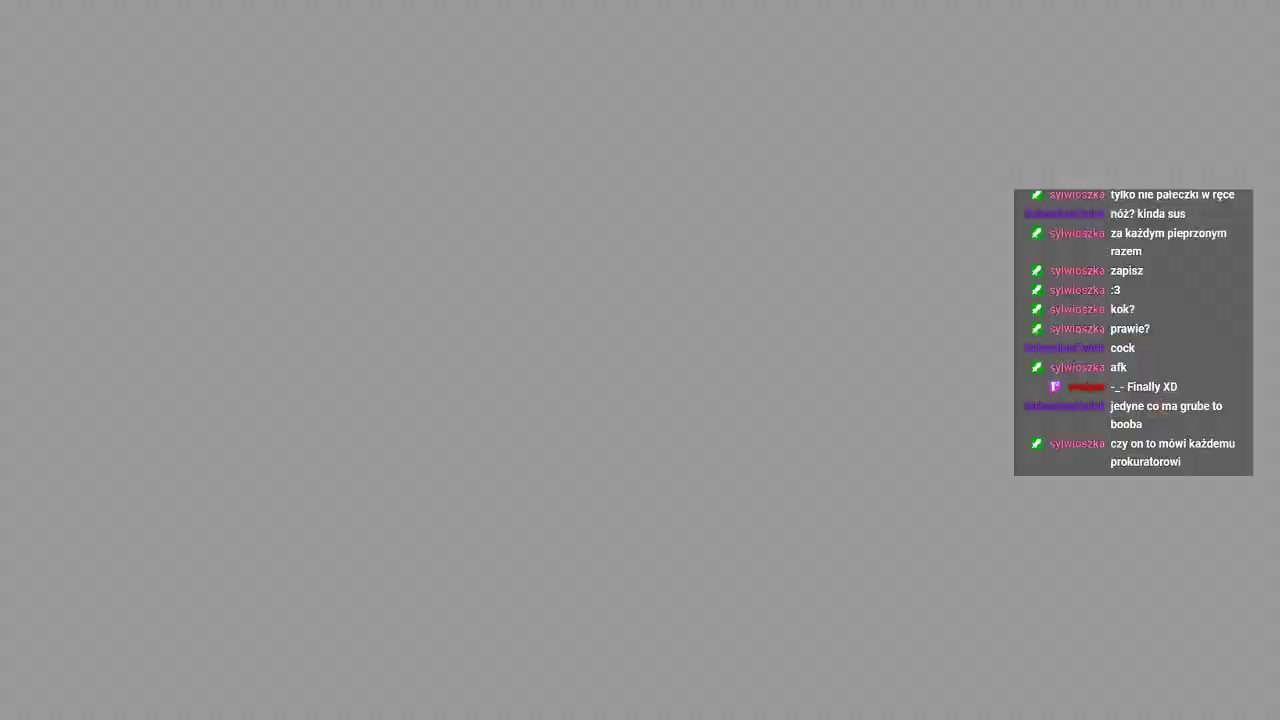 sylwioszka tylko nie pałeczki w ręce
nóż? kinda sus
sylwioszka za każdym pieprzonym
razem
sylwioszka zapisz
sylwioszka :3
sylwioszka kok?
sylwioszka prawie?
cock
sylwioszka afk
-_- Finally XD
jedyne co ma grube to
booba
sylwioszka czy on to mówi każdemu
prokuratorowi